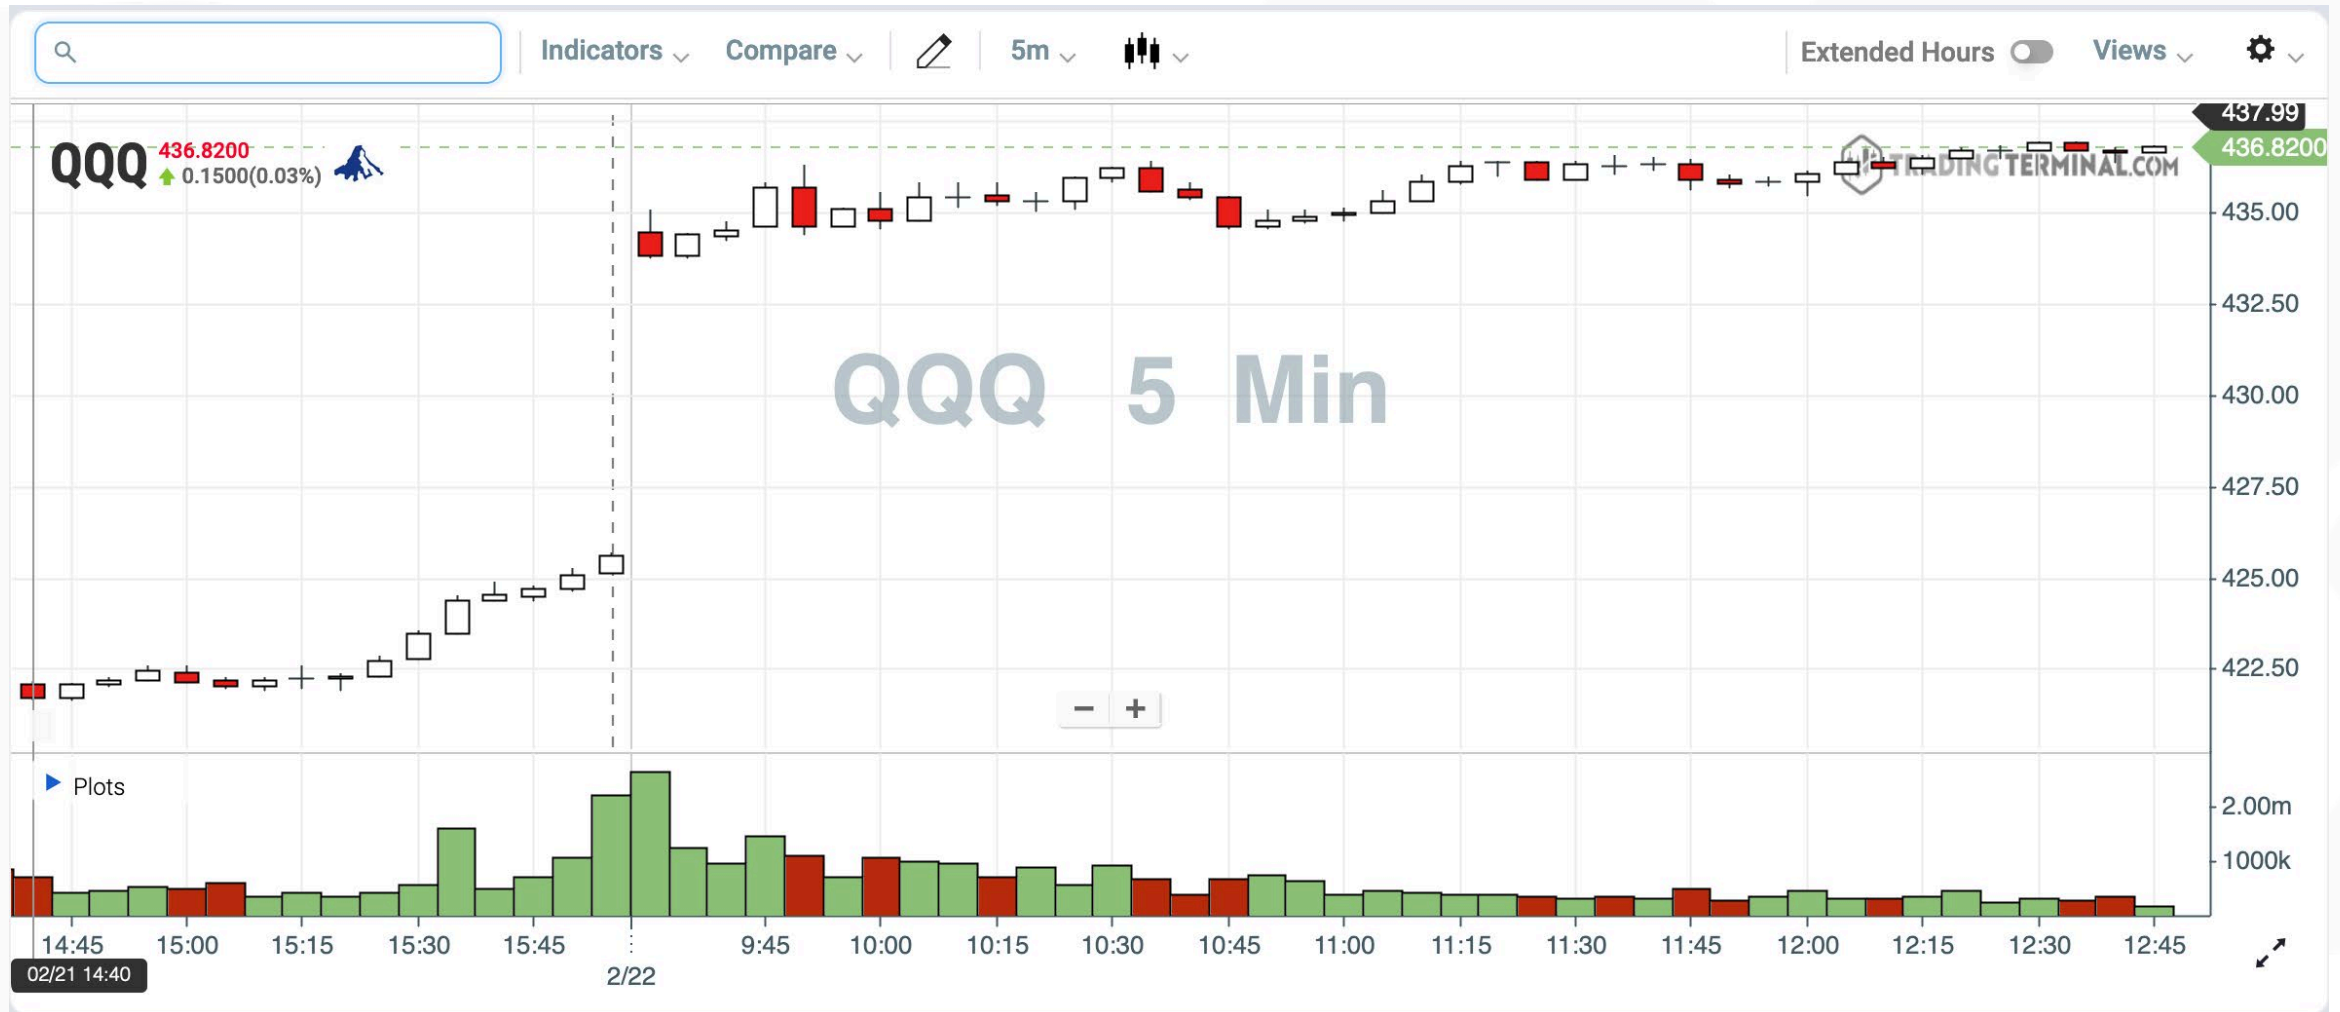 Indicators Compare 5m Extended Hours Views
437.99
QQQ 436.8200
0.1500(0.03%)
436.8200
TRADINGTERMINAL.COM
435.00
432.50
QQQ 5 Min
430.00
427.50
425.00
422.50
− +
Plots
2.00m
1000k
14:45 15:00 15:15 15:30 15:45 9:45 10:00 10:15 10:30 10:45 11:00 11:15 11:30 11:45 12:00 12:15 12:30 12:45
02/21 14:40
2/22